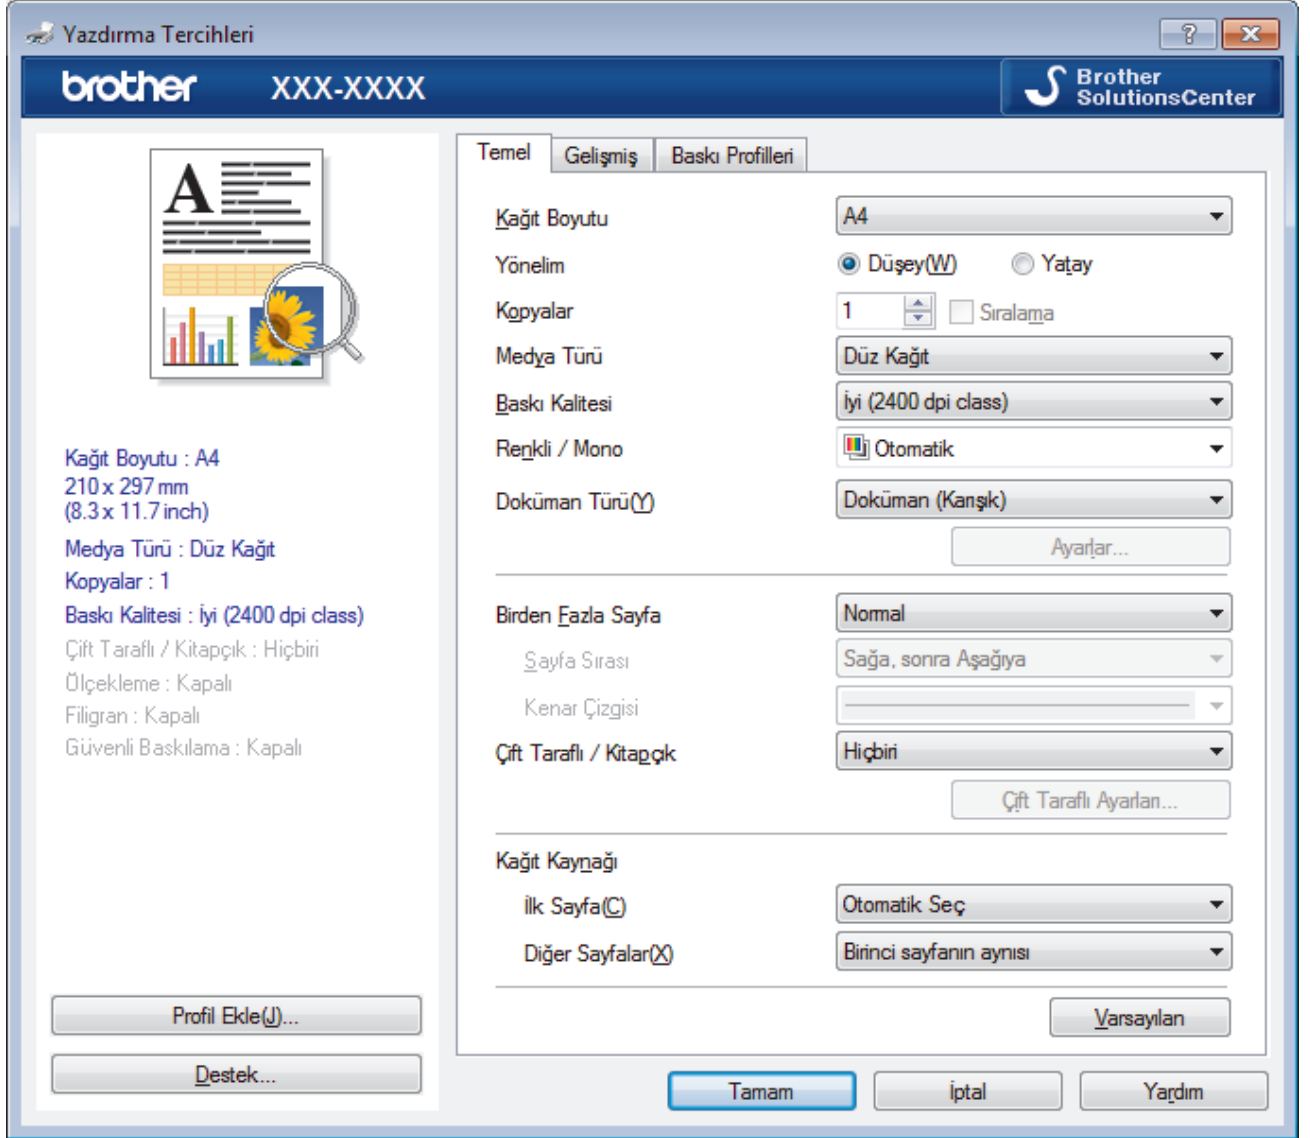 Yazdırma Tercihleri
brother XXX-XXXX
Brother
SolutionsCenter
A
Kağıt Boyutu : A4
210 x 297 mm
(8.3 x 11.7 inch)
Medya Türü : Düz Kağıt
Kopyalar : 1
Baskı Kalitesi : İyi (2400 dpi class)
Çift Taraflı / Kitapçık : Hiçbiri
Ölçekleme : Kapalı
Filigran : Kapalı
Güvenli Baskılama : Kapalı
Profil Ekle(J)...
Destek...
Temel Gelişmiş Baskı Profilleri
Kağıt Boyutu A4
Yönelim Düşey(W) Yatay
Kopyalar 1 Sıralama
Medya Türü Düz Kağıt
Baskı Kalitesi İyi (2400 dpi class)
Renkli / Mono Otomatik
Doküman Türü(Y) Doküman (Karışık)
Ayarlar...
Birden Fazla Sayfa Normal
Sayfa Sırası Sağa, sonra Aşağıya
Kenar Çizgisi
Çift Taraflı / Kitapçık Hiçbiri
Çift Taraflı Ayarları...
Kağıt Kaynağı
İlk Sayfa(C) Otomatik Seç
Diğer Sayfalar(X) Birinci sayfanın aynısı
Varsayılan
Tamam İptal Yardım